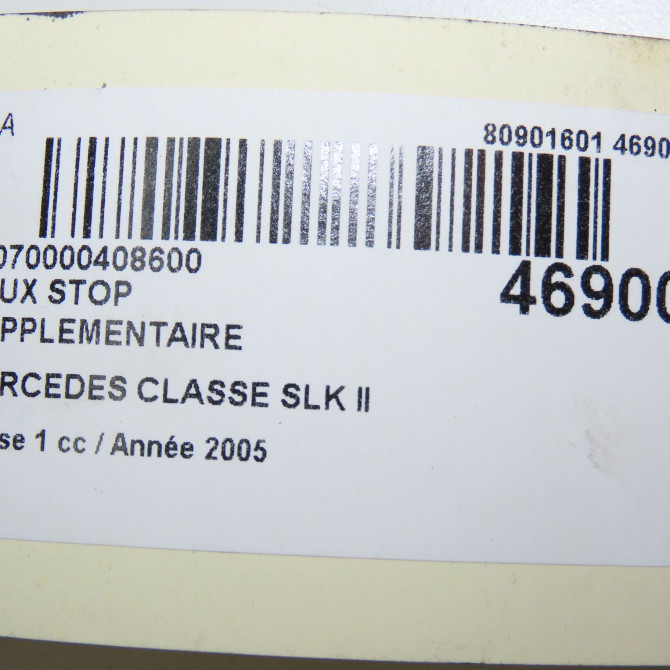 A
80901601 4690
070000408600
46900
UX STOP
PPLEMENTAIRE
RCEDES CLASSE SLK II
se 1 cc / Année 2005